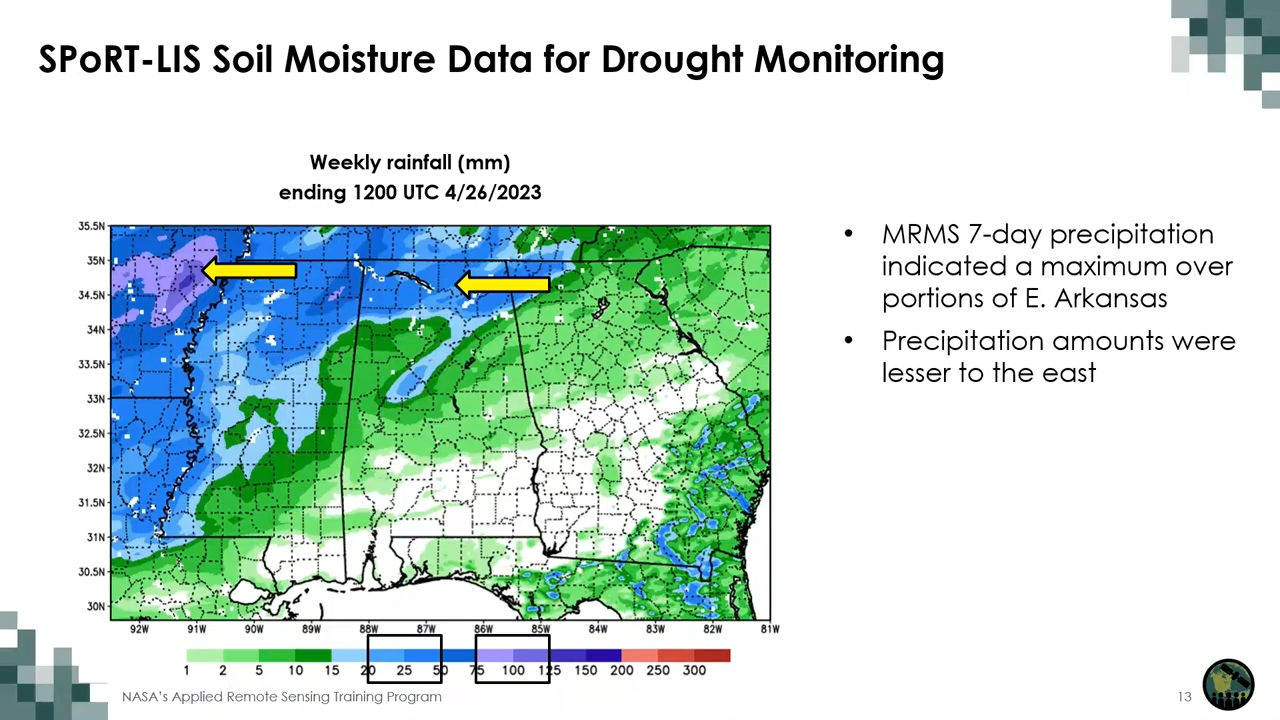 SPoRT-LIS Soil Moisture Data for Drought Monitoring
Weekly rainfall (mm)
ending 1200 UTC 4/26/2023
35.5N
35N
34.5N
34N
33.5N
33N
32.5N
32N
31.5N
31N
30.5N
30N
92W 91W 90W 89W 88W 87W 86W 85W 84W 83W 82W 81W
1 2 5 10 15 20 25 50 75 100 125 150 200 250 300
• MRMS 7-day precipitation
indicated a maximum over
portions of E. Arkansas
• Precipitation amounts were
lesser to the east
NASA's Applied Remote Sensing Training Program
13